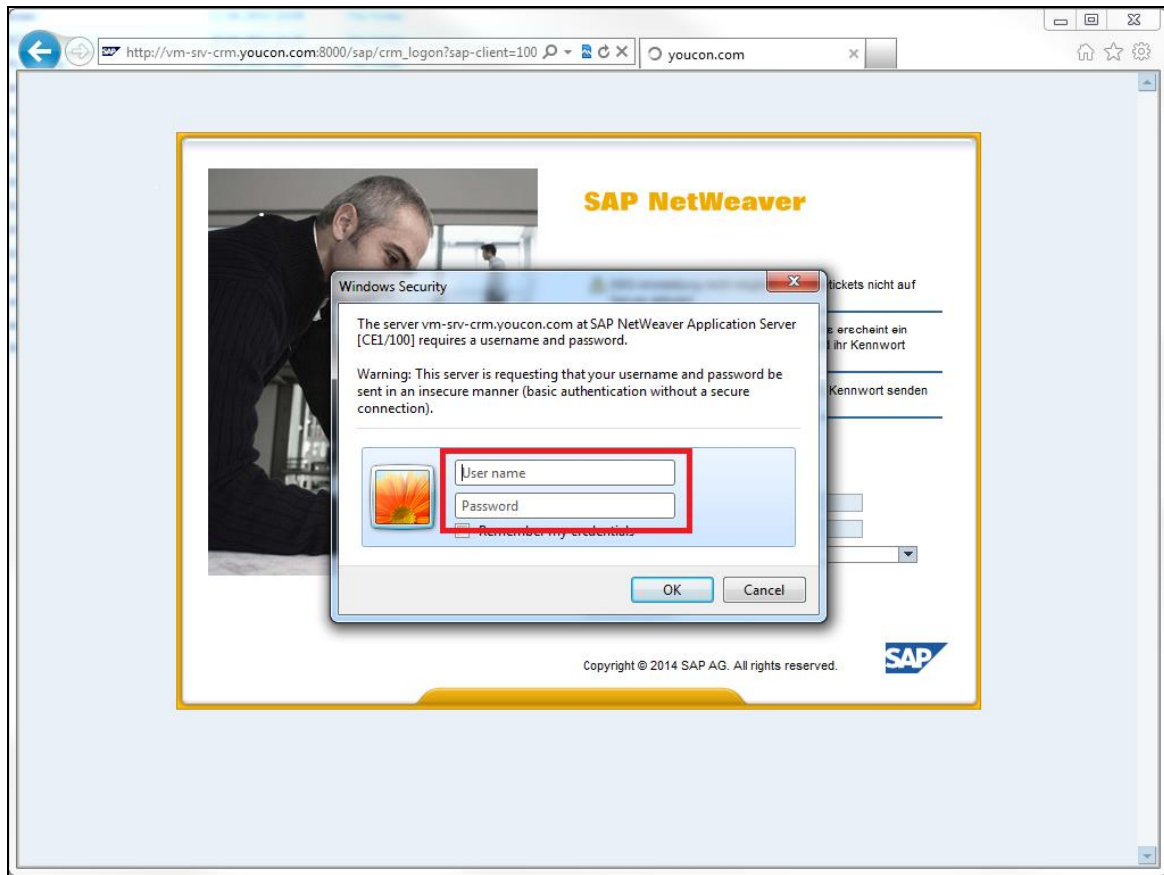 http://vm-srv-crm.youcon.com:8000/sap/crm_logon?sap-client=100
youcon.com
SAP NetWeaver
Windows Security
tickets nicht auf
The server vm-srv-crm.youcon.com at SAP NetWeaver Application Server
[CE1/100] requires a username and password.
erscheint ein
ihr Kennwort
Warning: This server is requesting that your username and password be
sent in an insecure manner (basic authentication without a secure
connection).
Kennwort senden
User name
Password
Remember my credentials
OK
Cancel
Copyright © 2014 SAP AG. All rights reserved.
SAP